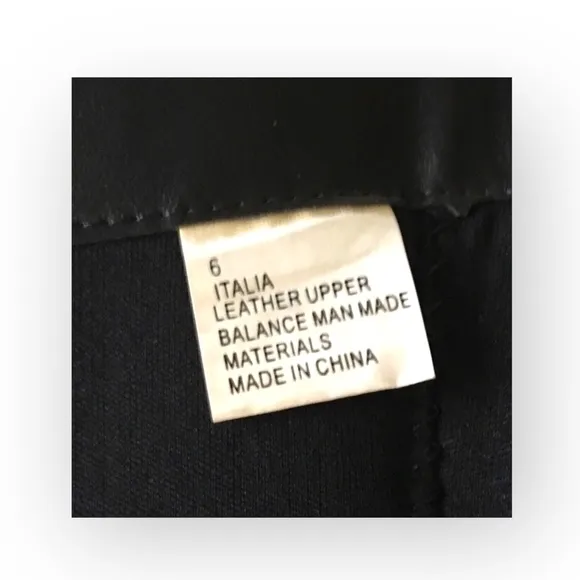 6
ITALIA
LEATHER UPPER
BALANCE MAN MADE
MATERIALS
MADE IN CHINA